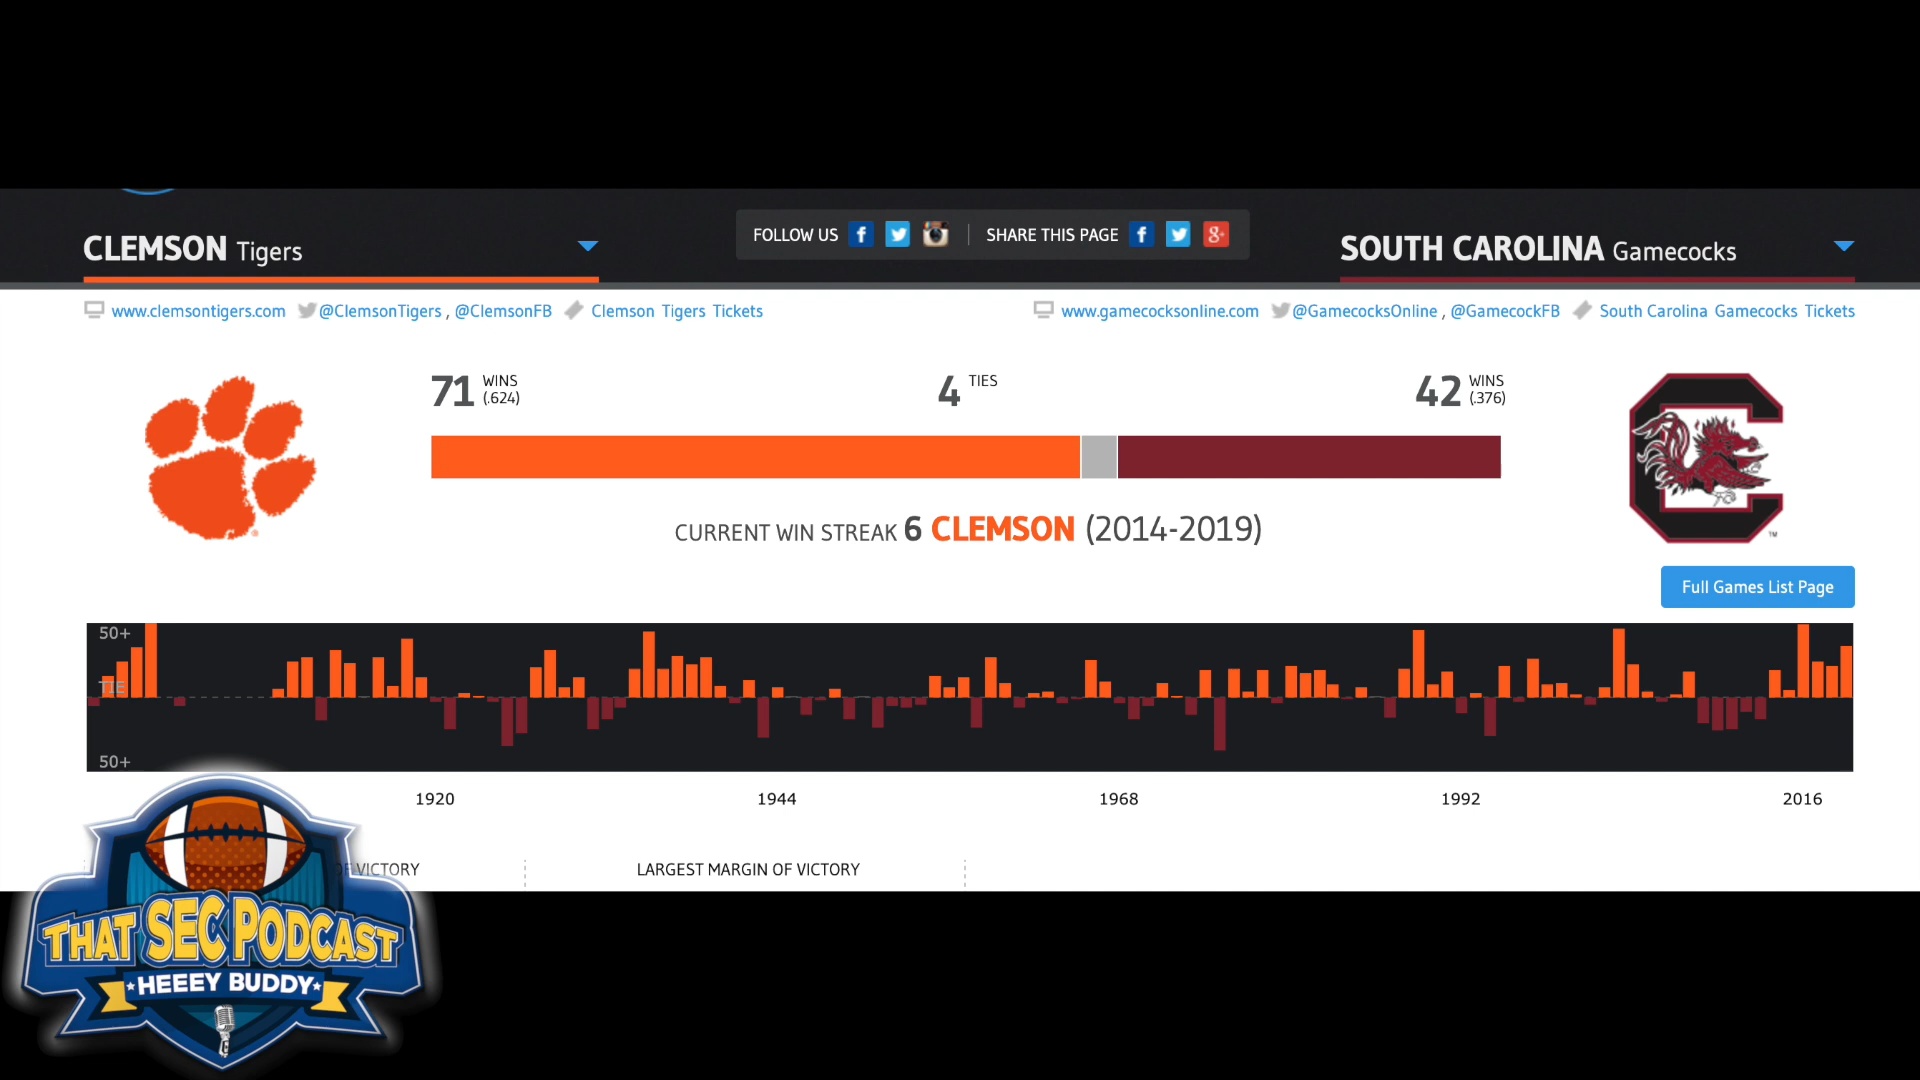 CLEMSON Tigers
FOLLOW US
SHARE THIS PAGE
SOUTH CAROLINA Gamecocks
www.clemsontigers.com @ClemsonTigers , @ClemsonFB Clemson Tigers Tickets
www.gamecocksonline.com @GamecocksOnline , @GamecockFB South Carolina Gamecocks Tickets
71 WINS (.624)
4 TIES
42 WINS (.376)
CURRENT WIN STREAK 6 CLEMSON (2014-2019)
Full Games List Page
50+
TIE
50+
1920 1944 1968 1992 2016
OF VICTORY
LARGEST MARGIN OF VICTORY
THAT SEC PODCAST
HEEEY BUDDY